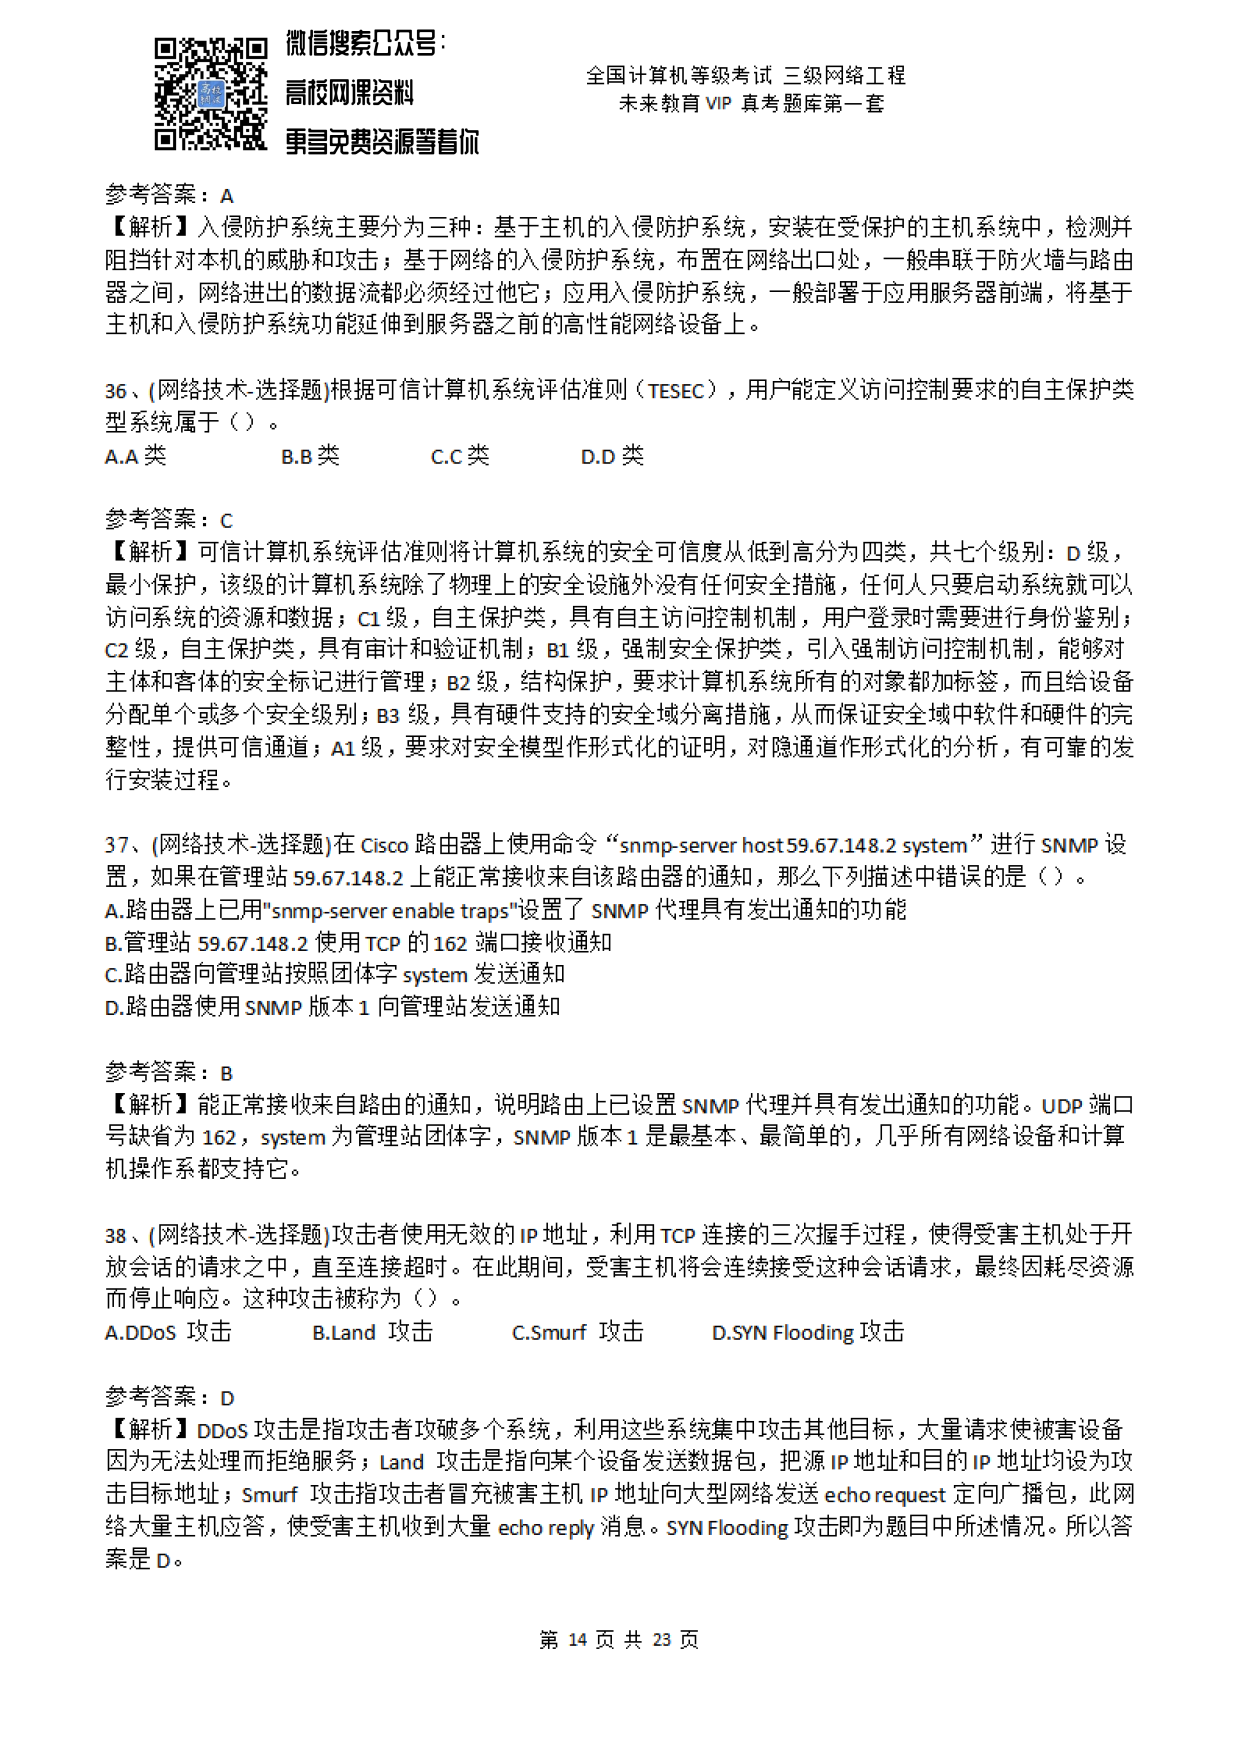 微信搜索公众号：
高校网课资料
更多免费资源等着你
高校
网课
全国计算机等级考试 三级网络工程
未来教育 VIP 真考题库第一套
参考答案：A
【解析】入侵防护系统主要分为三种：基于主机的入侵防护系统，安装在受保护的主机系统中，检测并
阻挡针对本机的威胁和攻击；基于网络的入侵防护系统，布置在网络出口处，一般串联于防火墙与路由
器之间，网络进出的数据流都必须经过他它；应用入侵防护系统，一般部署于应用服务器前端，将基于
主机和入侵防护系统功能延伸到服务器之前的高性能网络设备上。
36、(网络技术-选择题)根据可信计算机系统评估准则（TESEC），用户能定义访问控制要求的自主保护类
型系统属于（）。
A.A 类 B.B 类 C.C 类 D.D 类
参考答案：C
【解析】可信计算机系统评估准则将计算机系统的安全可信度从低到高分为四类，共七个级别：D 级，
最小保护，该级的计算机系统除了物理上的安全设施外没有任何安全措施，任何人只要启动系统就可以
访问系统的资源和数据；C1 级，自主保护类，具有自主访问控制机制，用户登录时需要进行身份鉴别；
C2 级，自主保护类，具有审计和验证机制；B1 级，强制安全保护类，引入强制访问控制机制，能够对
主体和客体的安全标记进行管理；B2 级，结构保护，要求计算机系统所有的对象都加标签，而且给设备
分配单个或多个安全级别；B3 级，具有硬件支持的安全域分离措施，从而保证安全域中软件和硬件的完
整性，提供可信通道；A1 级，要求对安全模型作形式化的证明，对隐通道作形式化的分析，有可靠的发
行安装过程。
37、(网络技术-选择题)在 Cisco 路由器上使用命令“snmp-server host 59.67.148.2 system”进行 SNMP 设
置，如果在管理站 59.67.148.2 上能正常接收来自该路由器的通知，那么下列描述中错误的是（）。
A.路由器上已用"snmp-server enable traps"设置了 SNMP 代理具有发出通知的功能
B.管理站 59.67.148.2 使用 TCP 的 162 端口接收通知
C.路由器向管理站按照团体字 system 发送通知
D.路由器使用 SNMP 版本 1 向管理站发送通知
参考答案：B
【解析】能正常接收来自路由的通知，说明路由上已设置 SNMP 代理并具有发出通知的功能。UDP 端口
号缺省为 162，system 为管理站团体字，SNMP 版本 1 是最基本、最简单的，几乎所有网络设备和计算
机操作系都支持它。
38、(网络技术-选择题)攻击者使用无效的 IP 地址，利用 TCP 连接的三次握手过程，使得受害主机处于开
放会话的请求之中，直至连接超时。在此期间，受害主机将会连续接受这种会话请求，最终因耗尽资源
而停止响应。这种攻击被称为（）。
A.DDoS 攻击 B.Land 攻击 C.Smurf 攻击 D.SYN Flooding 攻击
参考答案：D
【解析】DDoS 攻击是指攻击者攻破多个系统，利用这些系统集中攻击其他目标，大量请求使被害设备
因为无法处理而拒绝服务；Land 攻击是指向某个设备发送数据包，把源 IP 地址和目的 IP 地址均设为攻
击目标地址；Smurf 攻击指攻击者冒充被害主机 IP 地址向大型网络发送 echo request 定向广播包，此网
络大量主机应答，使受害主机收到大量 echo reply 消息。SYN Flooding 攻击即为题目中所述情况。所以答
案是 D。
第 14 页 共 23 页